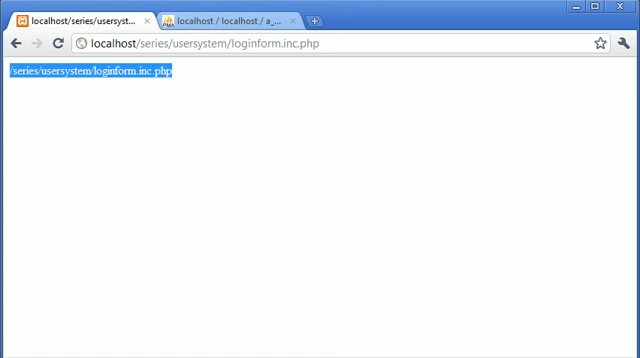 localhost/series/usersyst...
localhost / localhost / a_...
localhost/series/usersystem/loginform.inc.php
/series/usersystem/loginform.inc.php